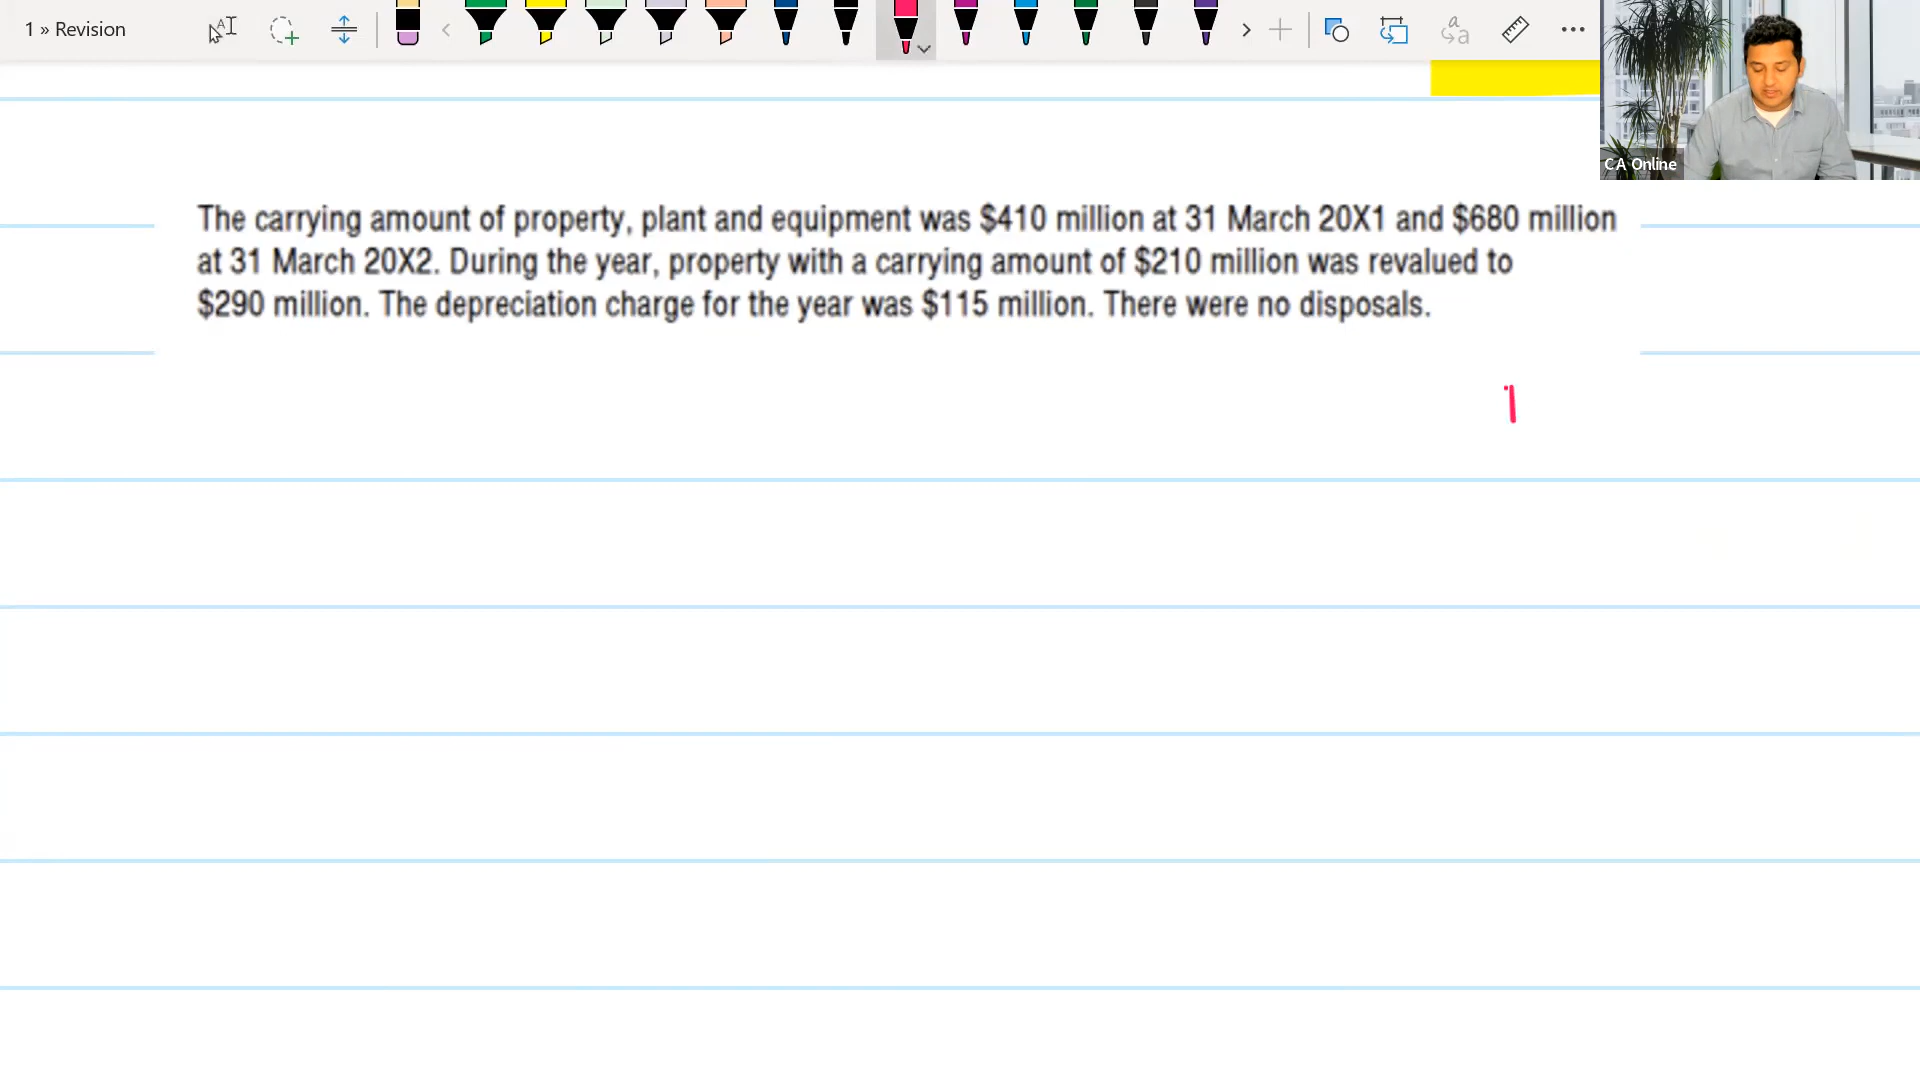 1 » Revision
CA Online
The carrying amount of property, plant and equipment was $410 million at 31 March 20X1 and $680 million
at 31 March 20X2. During the year, property with a carrying amount of $210 million was revalued to
$290 million. The depreciation charge for the year was $115 million. There were no disposals.